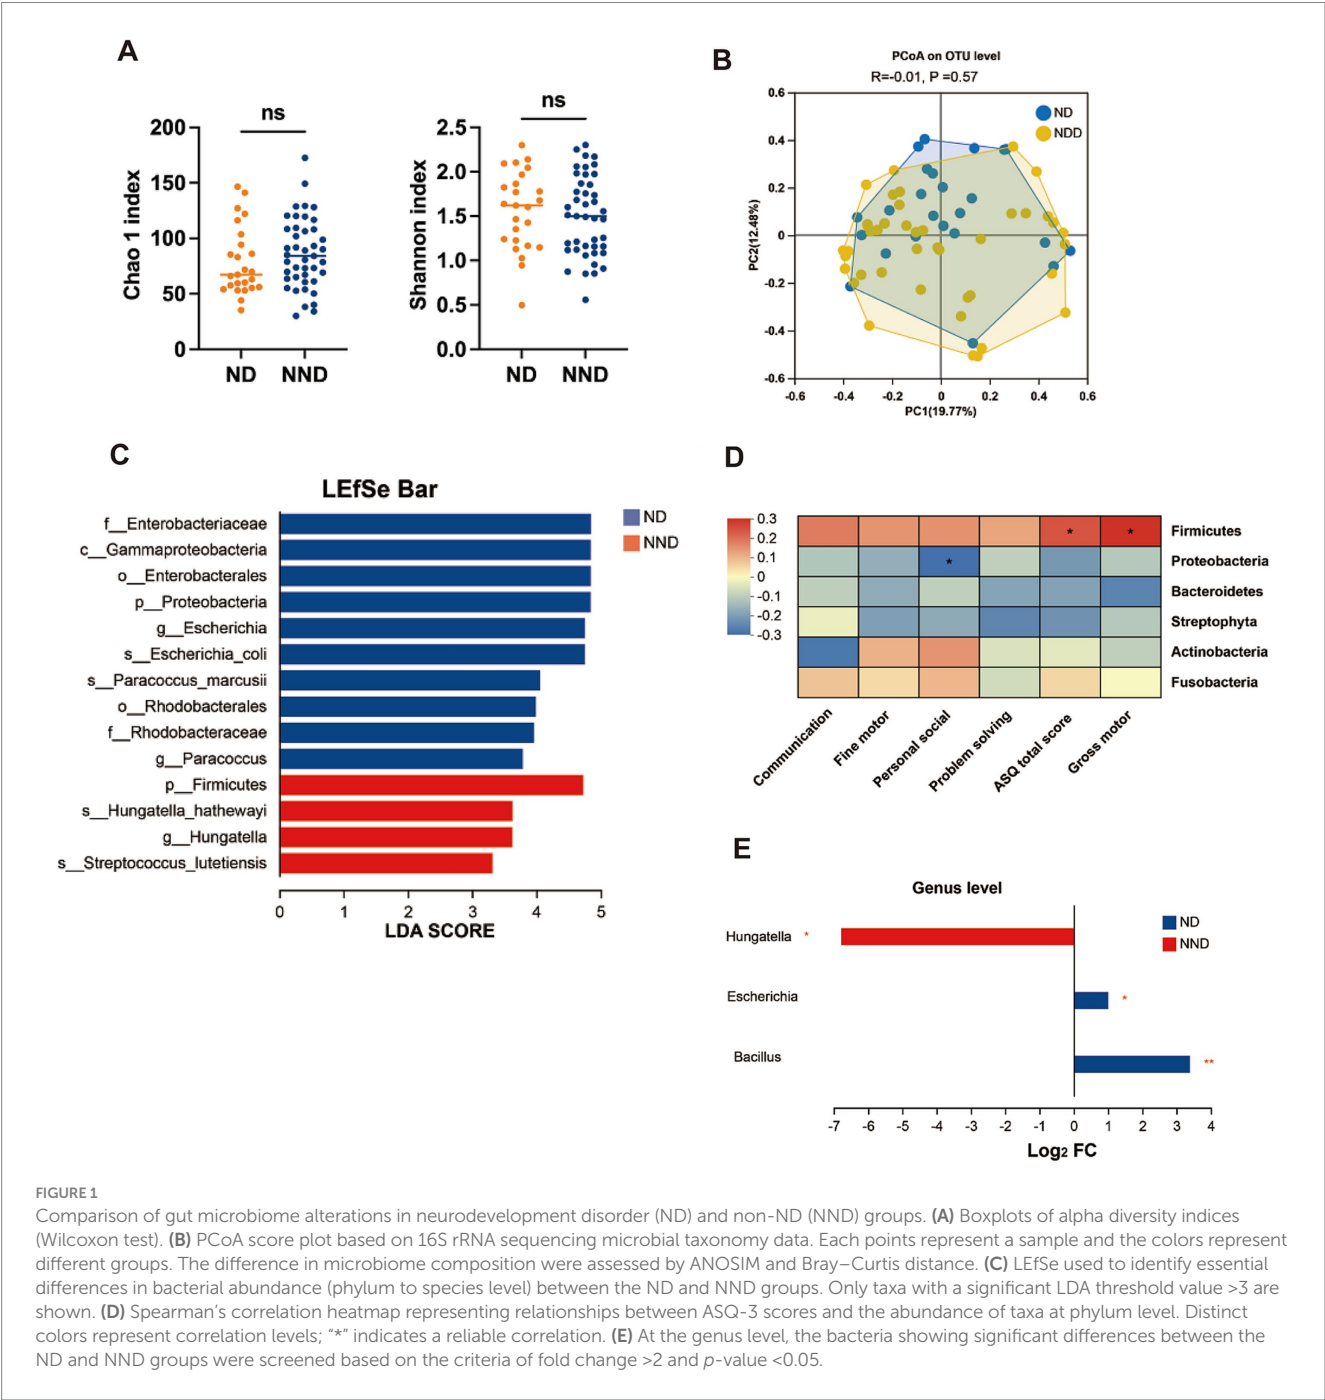 A
ns
200
150
100
50
0
Chao 1 index
ND
NND
ns
2.5
2.0
1.5
1.0
0.5
0.0
Shannon index
ND
NND
B
PCoA on OTU level
R=-0.01, P =0.57
ND
NDD
0.6
0.4
0.2
0
-0.2
-0.4
-0.6
PC2(12.48%)
-0.6
-0.4
-0.2
0
0.2
0.4
0.6
PC1(19.77%)
C
LEfSe Bar
ND
NND
f__Enterobacteriaceae
c__Gammaproteobacteria
o__Enterobacterales
p__Proteobacteria
g__Escherichia
s__Escherichia_coli
s__Paracoccus_marcusii
o__Rhodobacterales
f__Rhodobacteraceae
g__Paracoccus
p__Firmicutes
s__Hungatella_hathewayi
g__Hungatella
s__Streptococcus_lutetiensis
0
1
2
3
4
5
LDA SCORE
D
0.3
0.2
0.1
0
-0.1
-0.2
-0.3
* *
*
Firmicutes
Proteobacteria
Bacteroidetes
Streptophyta
Actinobacteria
Fusobacteria
Communication
Fine motor
Personal social
Problem solving
ASQ total score
Gross motor
E
Genus level
ND
NND
Hungatella *
Escherichia *
Bacillus **
-7
-6
-5
-4
-3
-2
-1
0
1
2
3
4
Log2 FC
FIGURE 1
Comparison of gut microbiome alterations in neurodevelopment disorder (ND) and non-ND (NND) groups. (A) Boxplots of alpha diversity indices
(Wilcoxon test). (B) PCoA score plot based on 16S rRNA sequencing microbial taxonomy data. Each points represent a sample and the colors represent
different groups. The difference in microbiome composition were assessed by ANOSIM and Bray–Curtis distance. (C) LEfSe used to identify essential
differences in bacterial abundance (phylum to species level) between the ND and NND groups. Only taxa with a significant LDA threshold value >3 are
shown. (D) Spearman's correlation heatmap representing relationships between ASQ-3 scores and the abundance of taxa at phylum level. Distinct
colors represent correlation levels; "*" indicates a reliable correlation. (E) At the genus level, the bacteria showing significant differences between the
ND and NND groups were screened based on the criteria of fold change >2 and p-value <0.05.